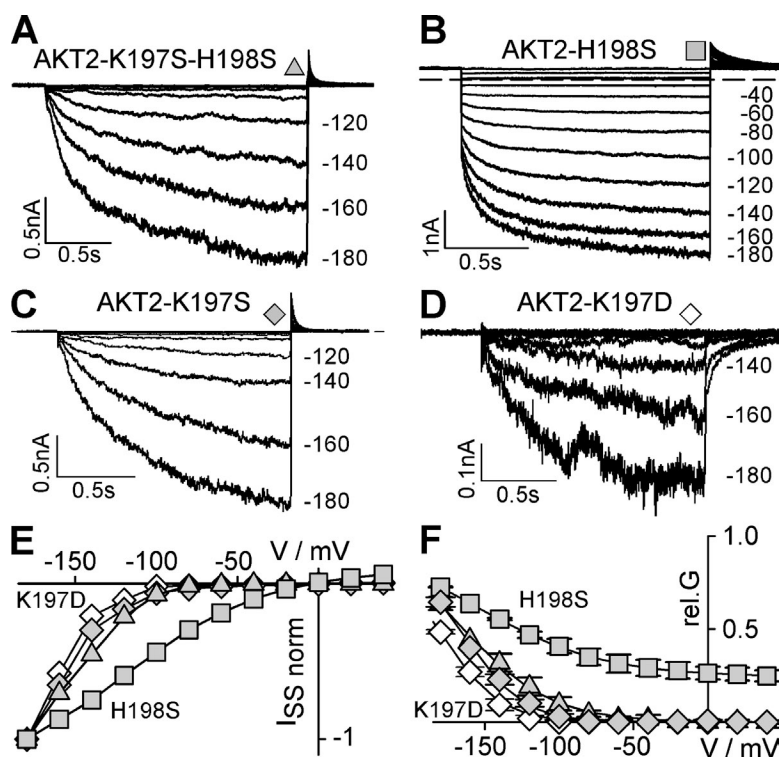 A
AKT2-K197S-H198S
-120
-140
-160
-180
0.5nA
0.5s
B
AKT2-H198S
-40
-60
-80
-100
-120
-140
-160
-180
1nA
0.5s
C
AKT2-K197S
-120
-140
-160
-180
0.5nA
0.5s
D
AKT2-K197D
-140
-160
-180
0.1nA
0.5s
E
-150
-100
-50
V / mV
K197D
H198S
ISS norm
-1
F
1.0
rel.G
H198S
0.5
K197D
-150
-100
-50
V / mV